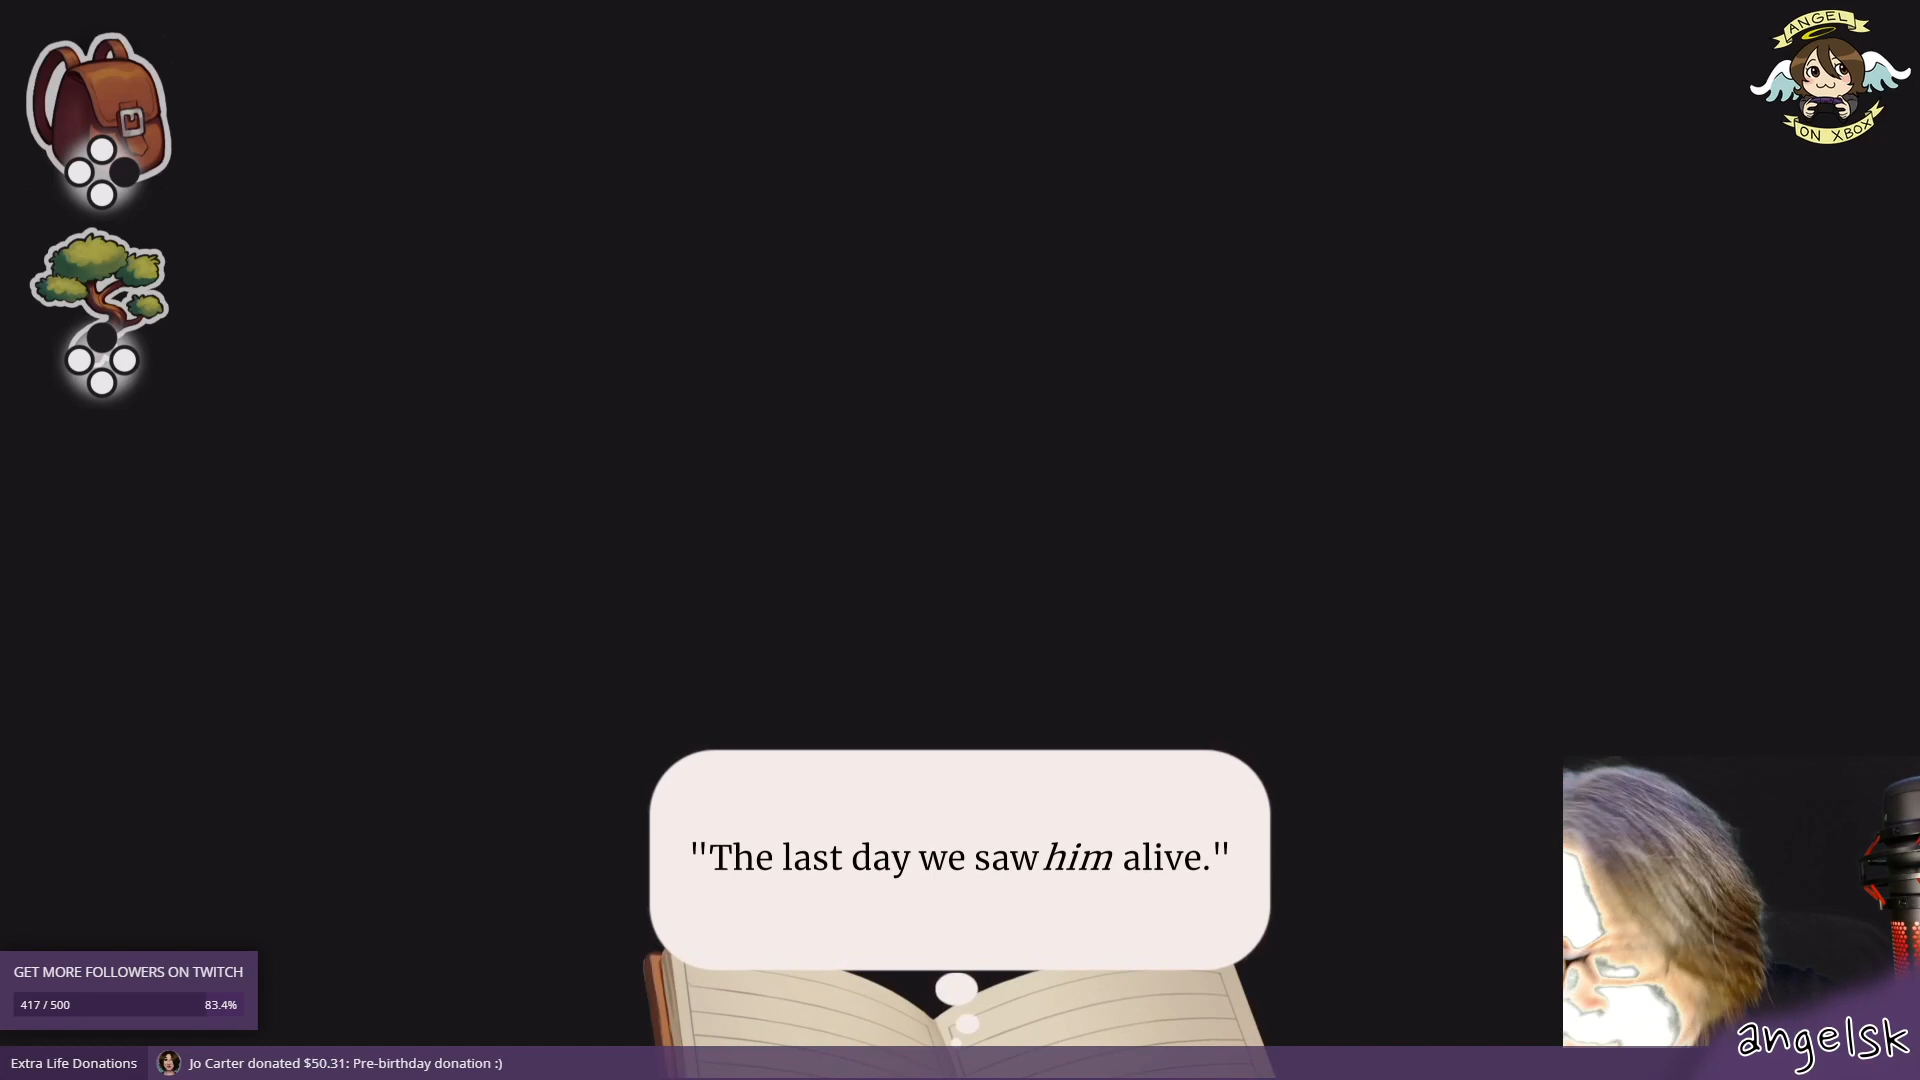 ANGEL
ON XBOX
"The last day we saw him alive."
GET MORE FOLLOWERS ON TWITCH
417 / 500
83.4%
Extra Life Donations
Jo Carter donated $50.31: Pre-birthday donation :)
angelsk